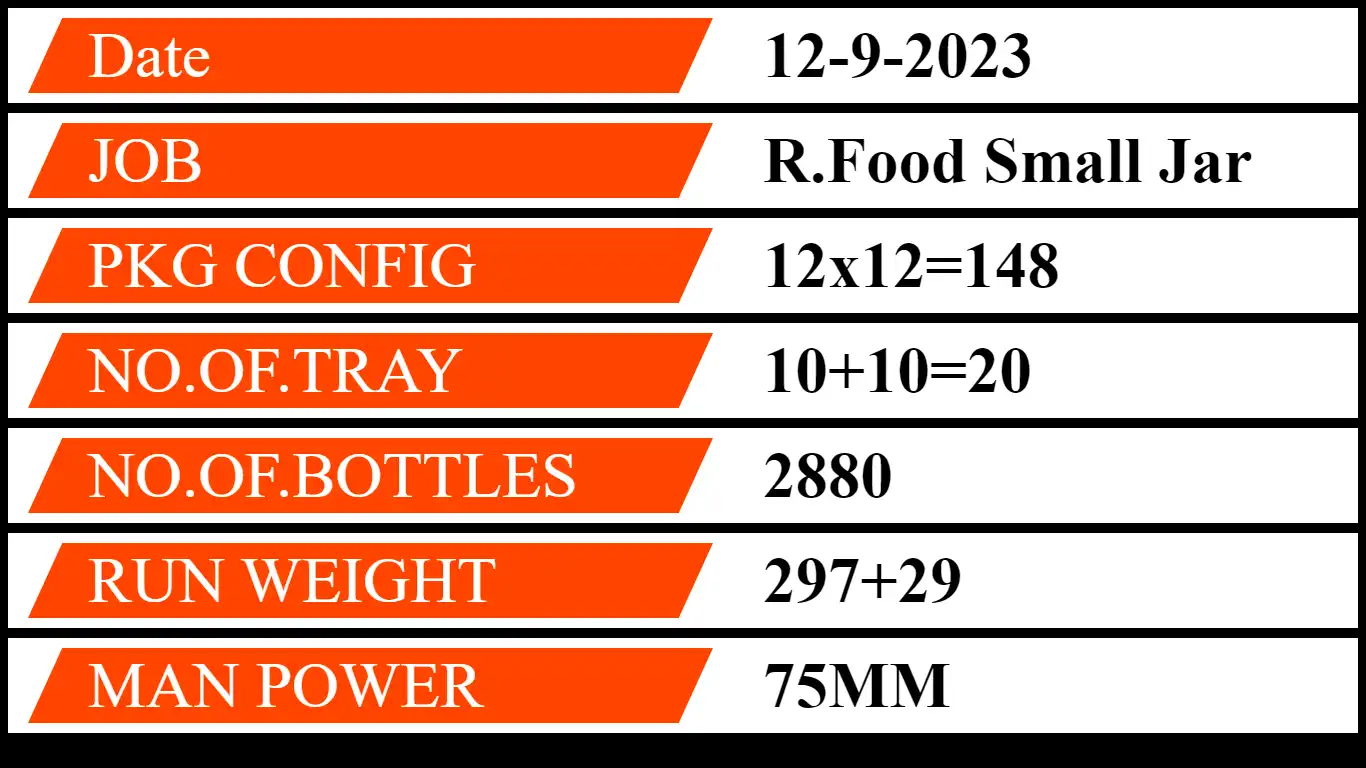 Date 12-9-2023
JOB R.Food Small Jar
PKG CONFIG 12x12=148
NO.OF.TRAY 10+10=20
NO.OF.BOTTLES 2880
RUN WEIGHT 297+29
MAN POWER 75MM